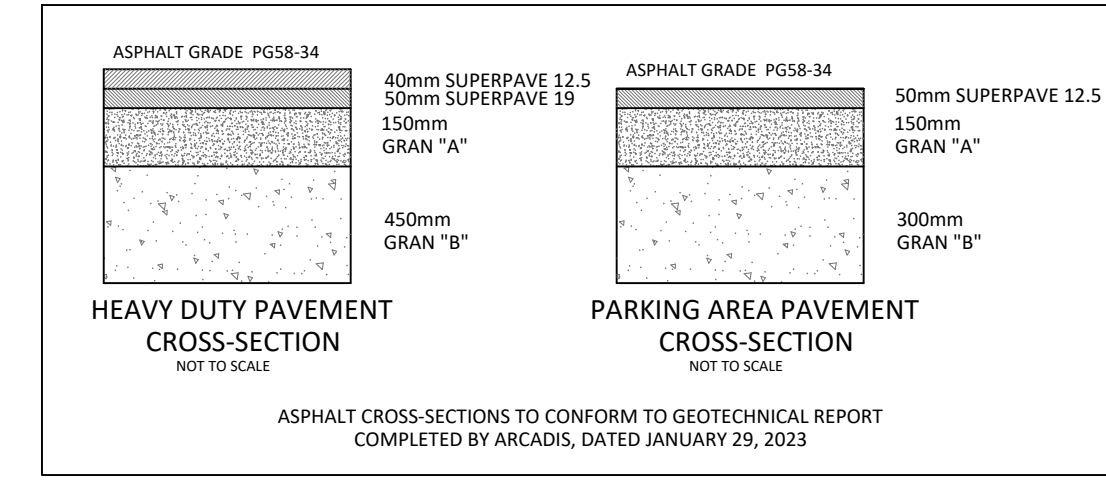 ASPHALT GRADE PG58-34
40mm SUPERPAVE 12.5
50mm SUPERPAVE 19
150mm
GRAN "A"
450mm
GRAN "B"
HEAVY DUTY PAVEMENT
CROSS-SECTION
NOT TO SCALE
ASPHALT GRADE PG58-34
50mm SUPERPAVE 12.5
150mm
GRAN "A"
300mm
GRAN "B"
PARKING AREA PAVEMENT
CROSS-SECTION
NOT TO SCALE
ASPHALT CROSS-SECTIONS TO CONFORM TO GEOTECHNICAL REPORT
COMPLETED BY ARCADIS, DATED JANUARY 29, 2023